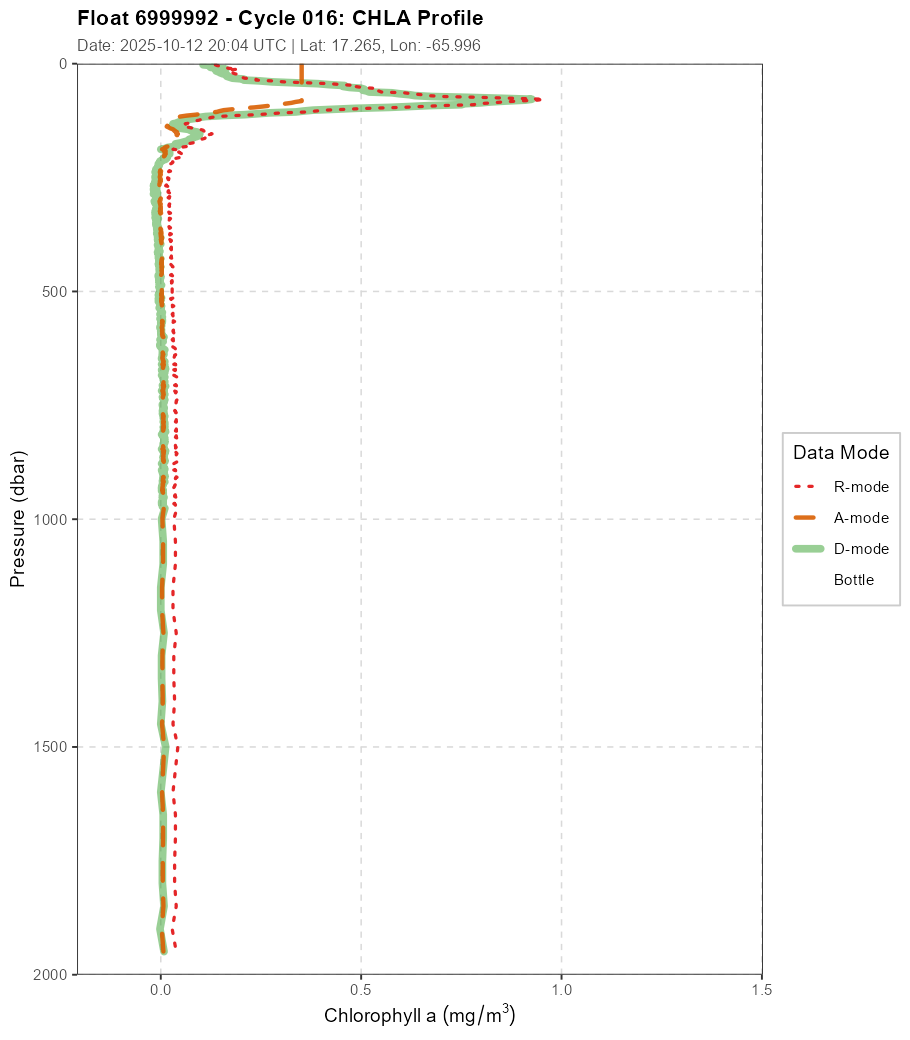 Float 6999992 - Cycle 016: CHLA Profile
Date: 2025-10-12 20:04 UTC | Lat: 17.265, Lon: -65.996
0
500
1000
1500
2000
Pressure (dbar)
0.0 0.5 1.0 1.5
Chlorophyll a (mg/m³)
Data Mode
R-mode
A-mode
D-mode
Bottle